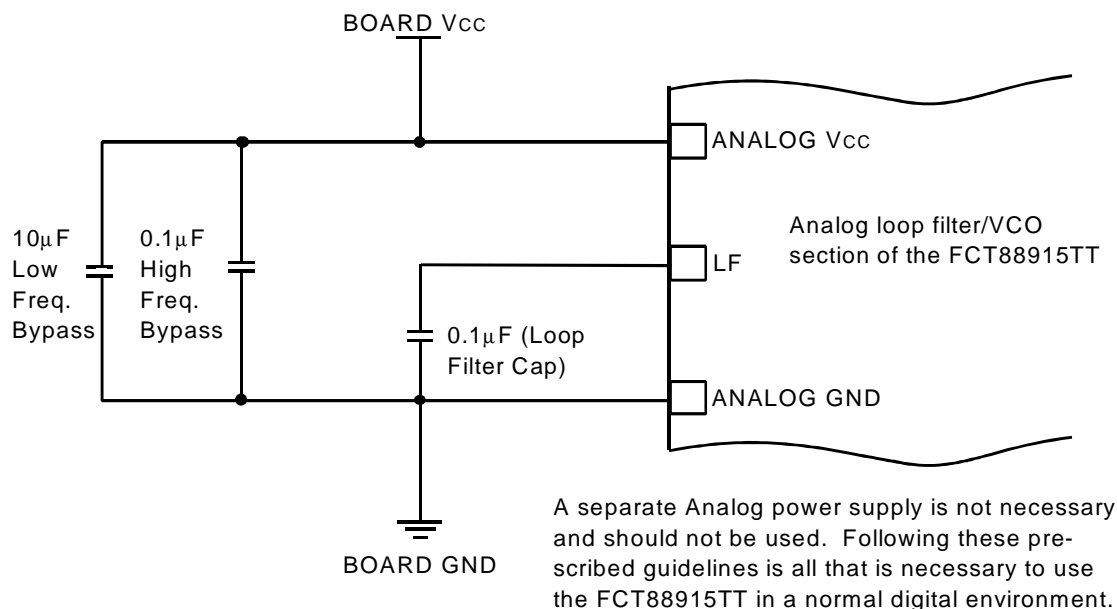 BOARD VCC
ANALOG VCC
10μF
Low
Freq.
Bypass
0.1μF
High
Freq.
Bypass
LF
Analog loop filter/VCO
section of the FCT88915TT
0.1μF (Loop
Filter Cap)
ANALOG GND
BOARD GND
A separate Analog power supply is not necessary
and should not be used. Following these pre-
scribed guidelines is all that is necessary to use
the FCT88915TT in a normal digital environment.